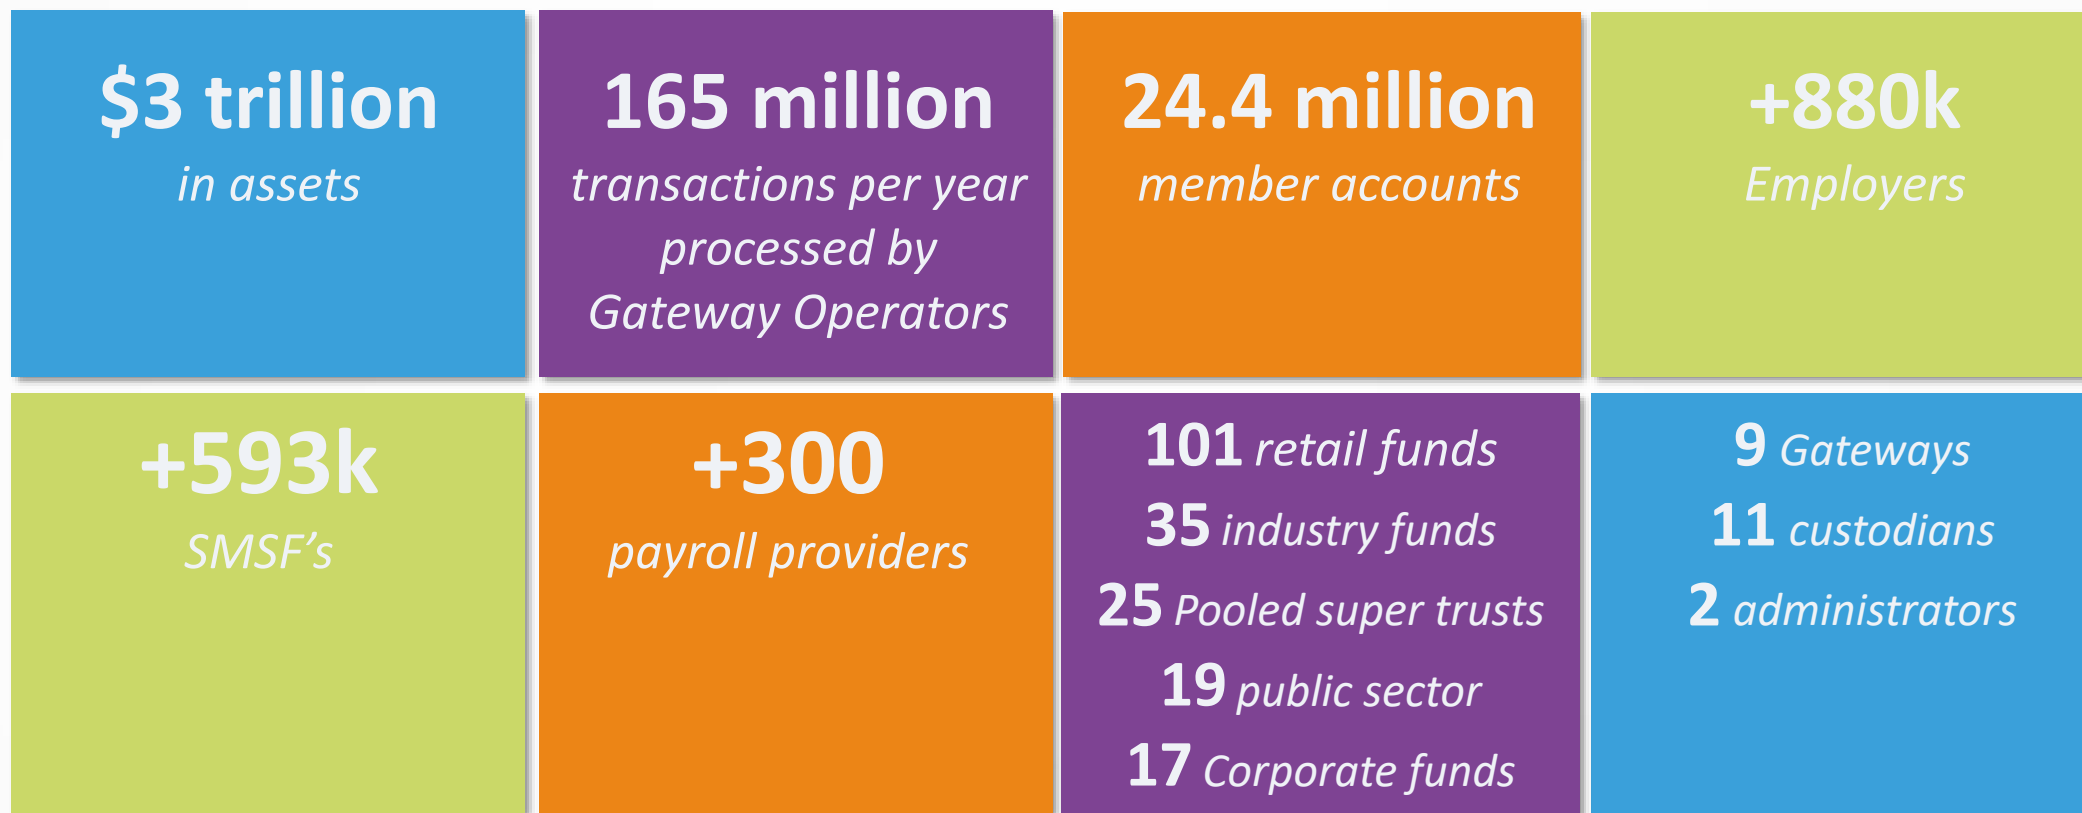 $3 trillion
in assets
165 million
transactions per year
processed by
Gateway Operators
24.4 million
member accounts
+880k
Employers
+593k
SMSF’s
+300
payroll providers
101 retail funds
35 industry funds
25 Pooled super trusts
19 public sector
17 Corporate funds
9 Gateways
11 custodians
2 administrators